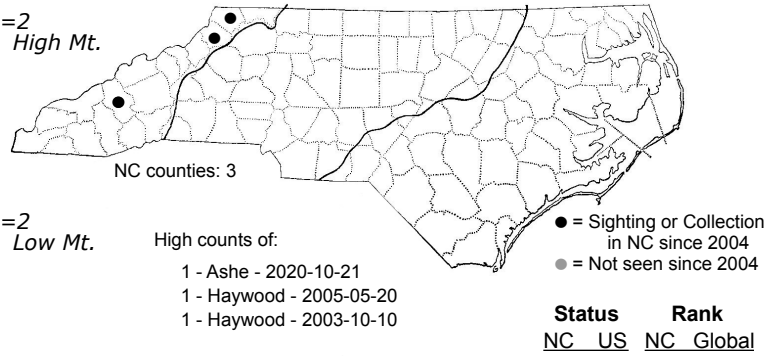 =2
High Mt.
NC counties: 3
=2
Low Mt.
High counts of:
1 - Ashe - 2020-10-21
1 - Haywood - 2005-05-20
1 - Haywood - 2003-10-10
● = Sighting or Collection
in NC since 2004
● = Not seen since 2004
Status Rank
NC US NC Global